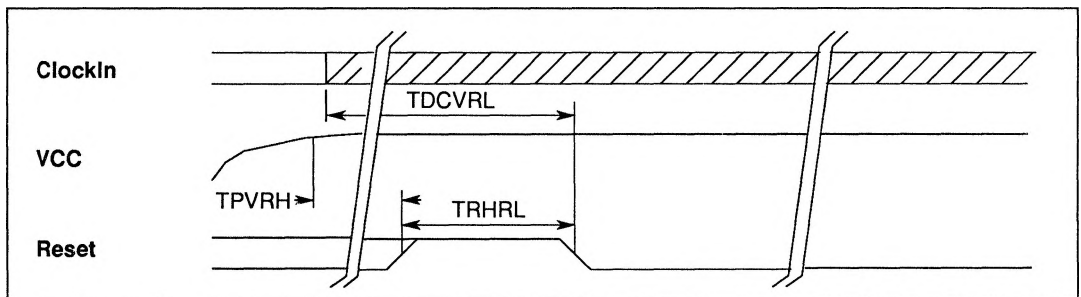 ClockIn
TDCVRL
VCC
TPVRH
TRHRL
Reset